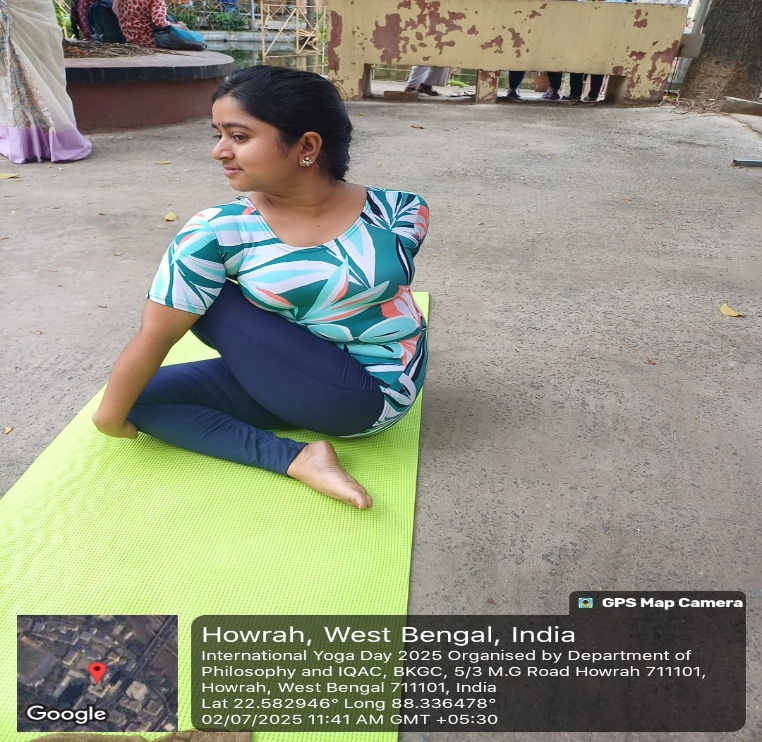 GPS Map Camera
Howrah, West Bengal, India
International Yoga Day 2025 Organised by Department of
Philosophy and IQAC, BKGC, 5/3 M.G Road Howrah 711101,
Howrah, West Bengal 711101, India
Lat 22.582946° Long 88.336478°
02/07/2025 11:41 AM GMT +05:30
Google